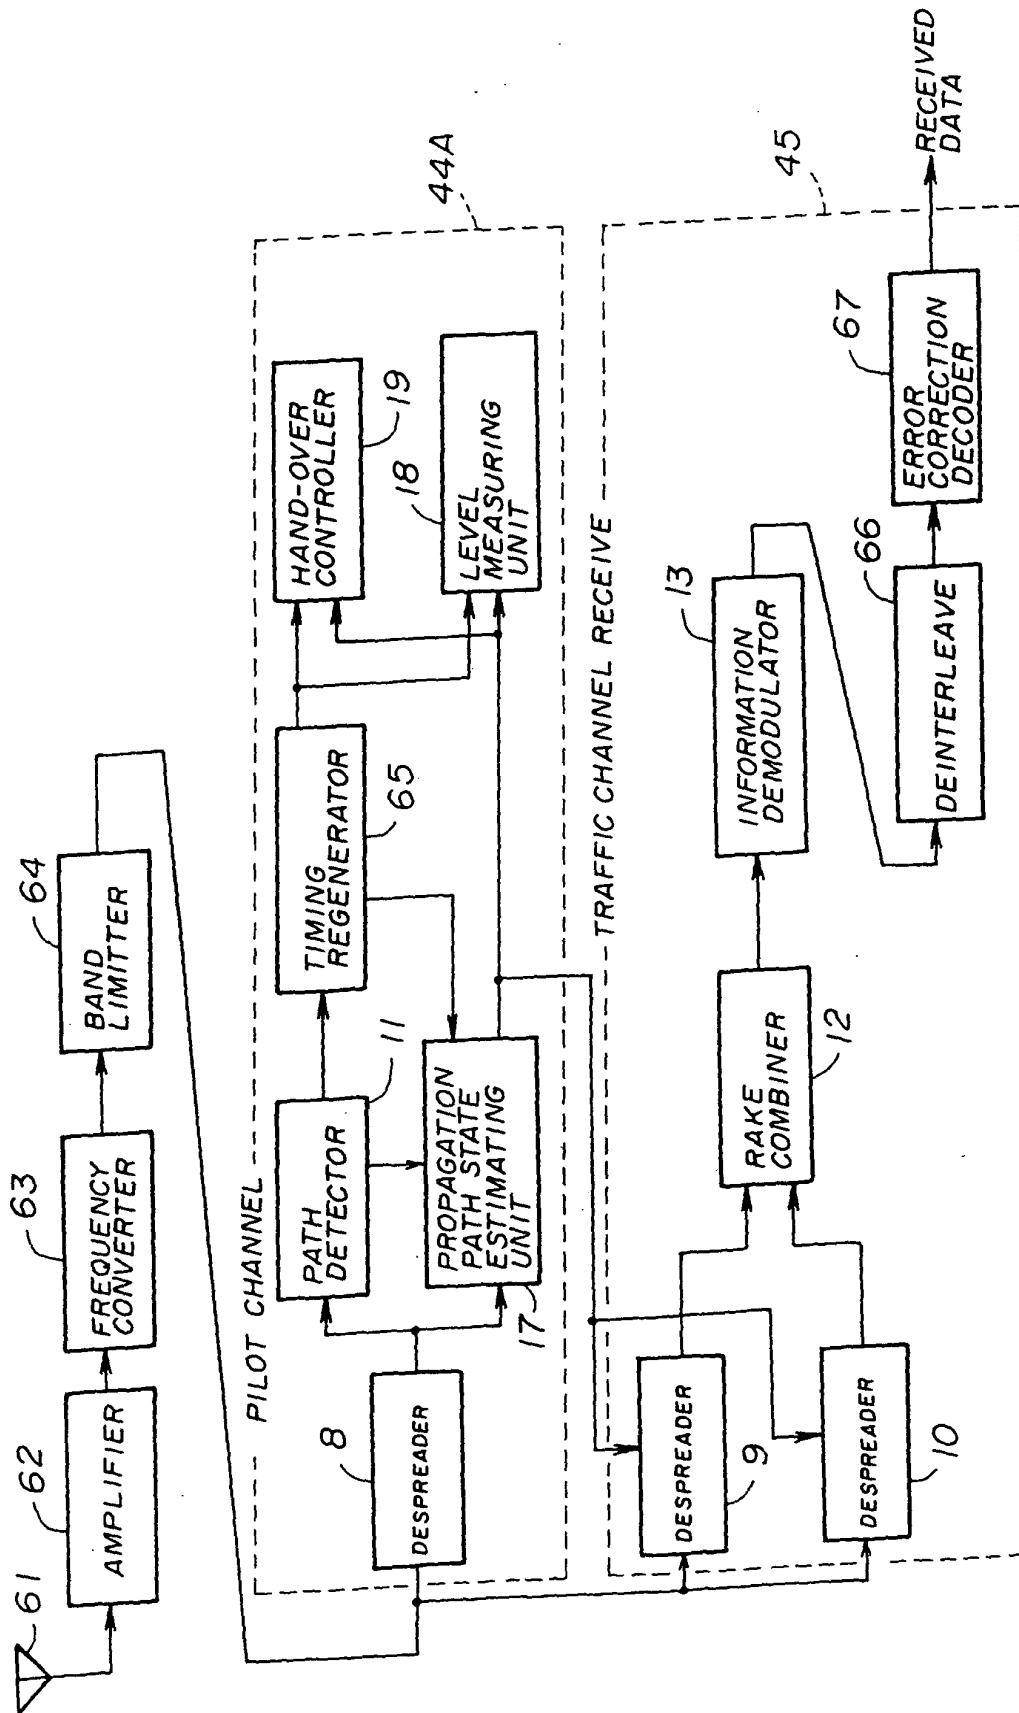 61
62
AMPLIFIER
63
FREQUENCY
CONVERTER
64
BAND
LIMITTER
PILOT CHANNEL
44A
8
DESPREADER
PATH
DETECTOR
11
TIMING
REGENERATOR
65
HAND-OVER
CONTROLLER
19
PROPAGATION
PATH STATE
ESTIMATING
UNIT
17
18
LEVEL
MEASURING
UNIT
TRAFFIC CHANNEL RECEIVE
45
DESPREADER
9
DESPREADER
10
RAKE
COMBINER
12
13
INFORMATION
DEMODULATOR
66
DEINTERLEAVE
67
ERROR
CORRECTION
DECODER
RECEIVED
DATA